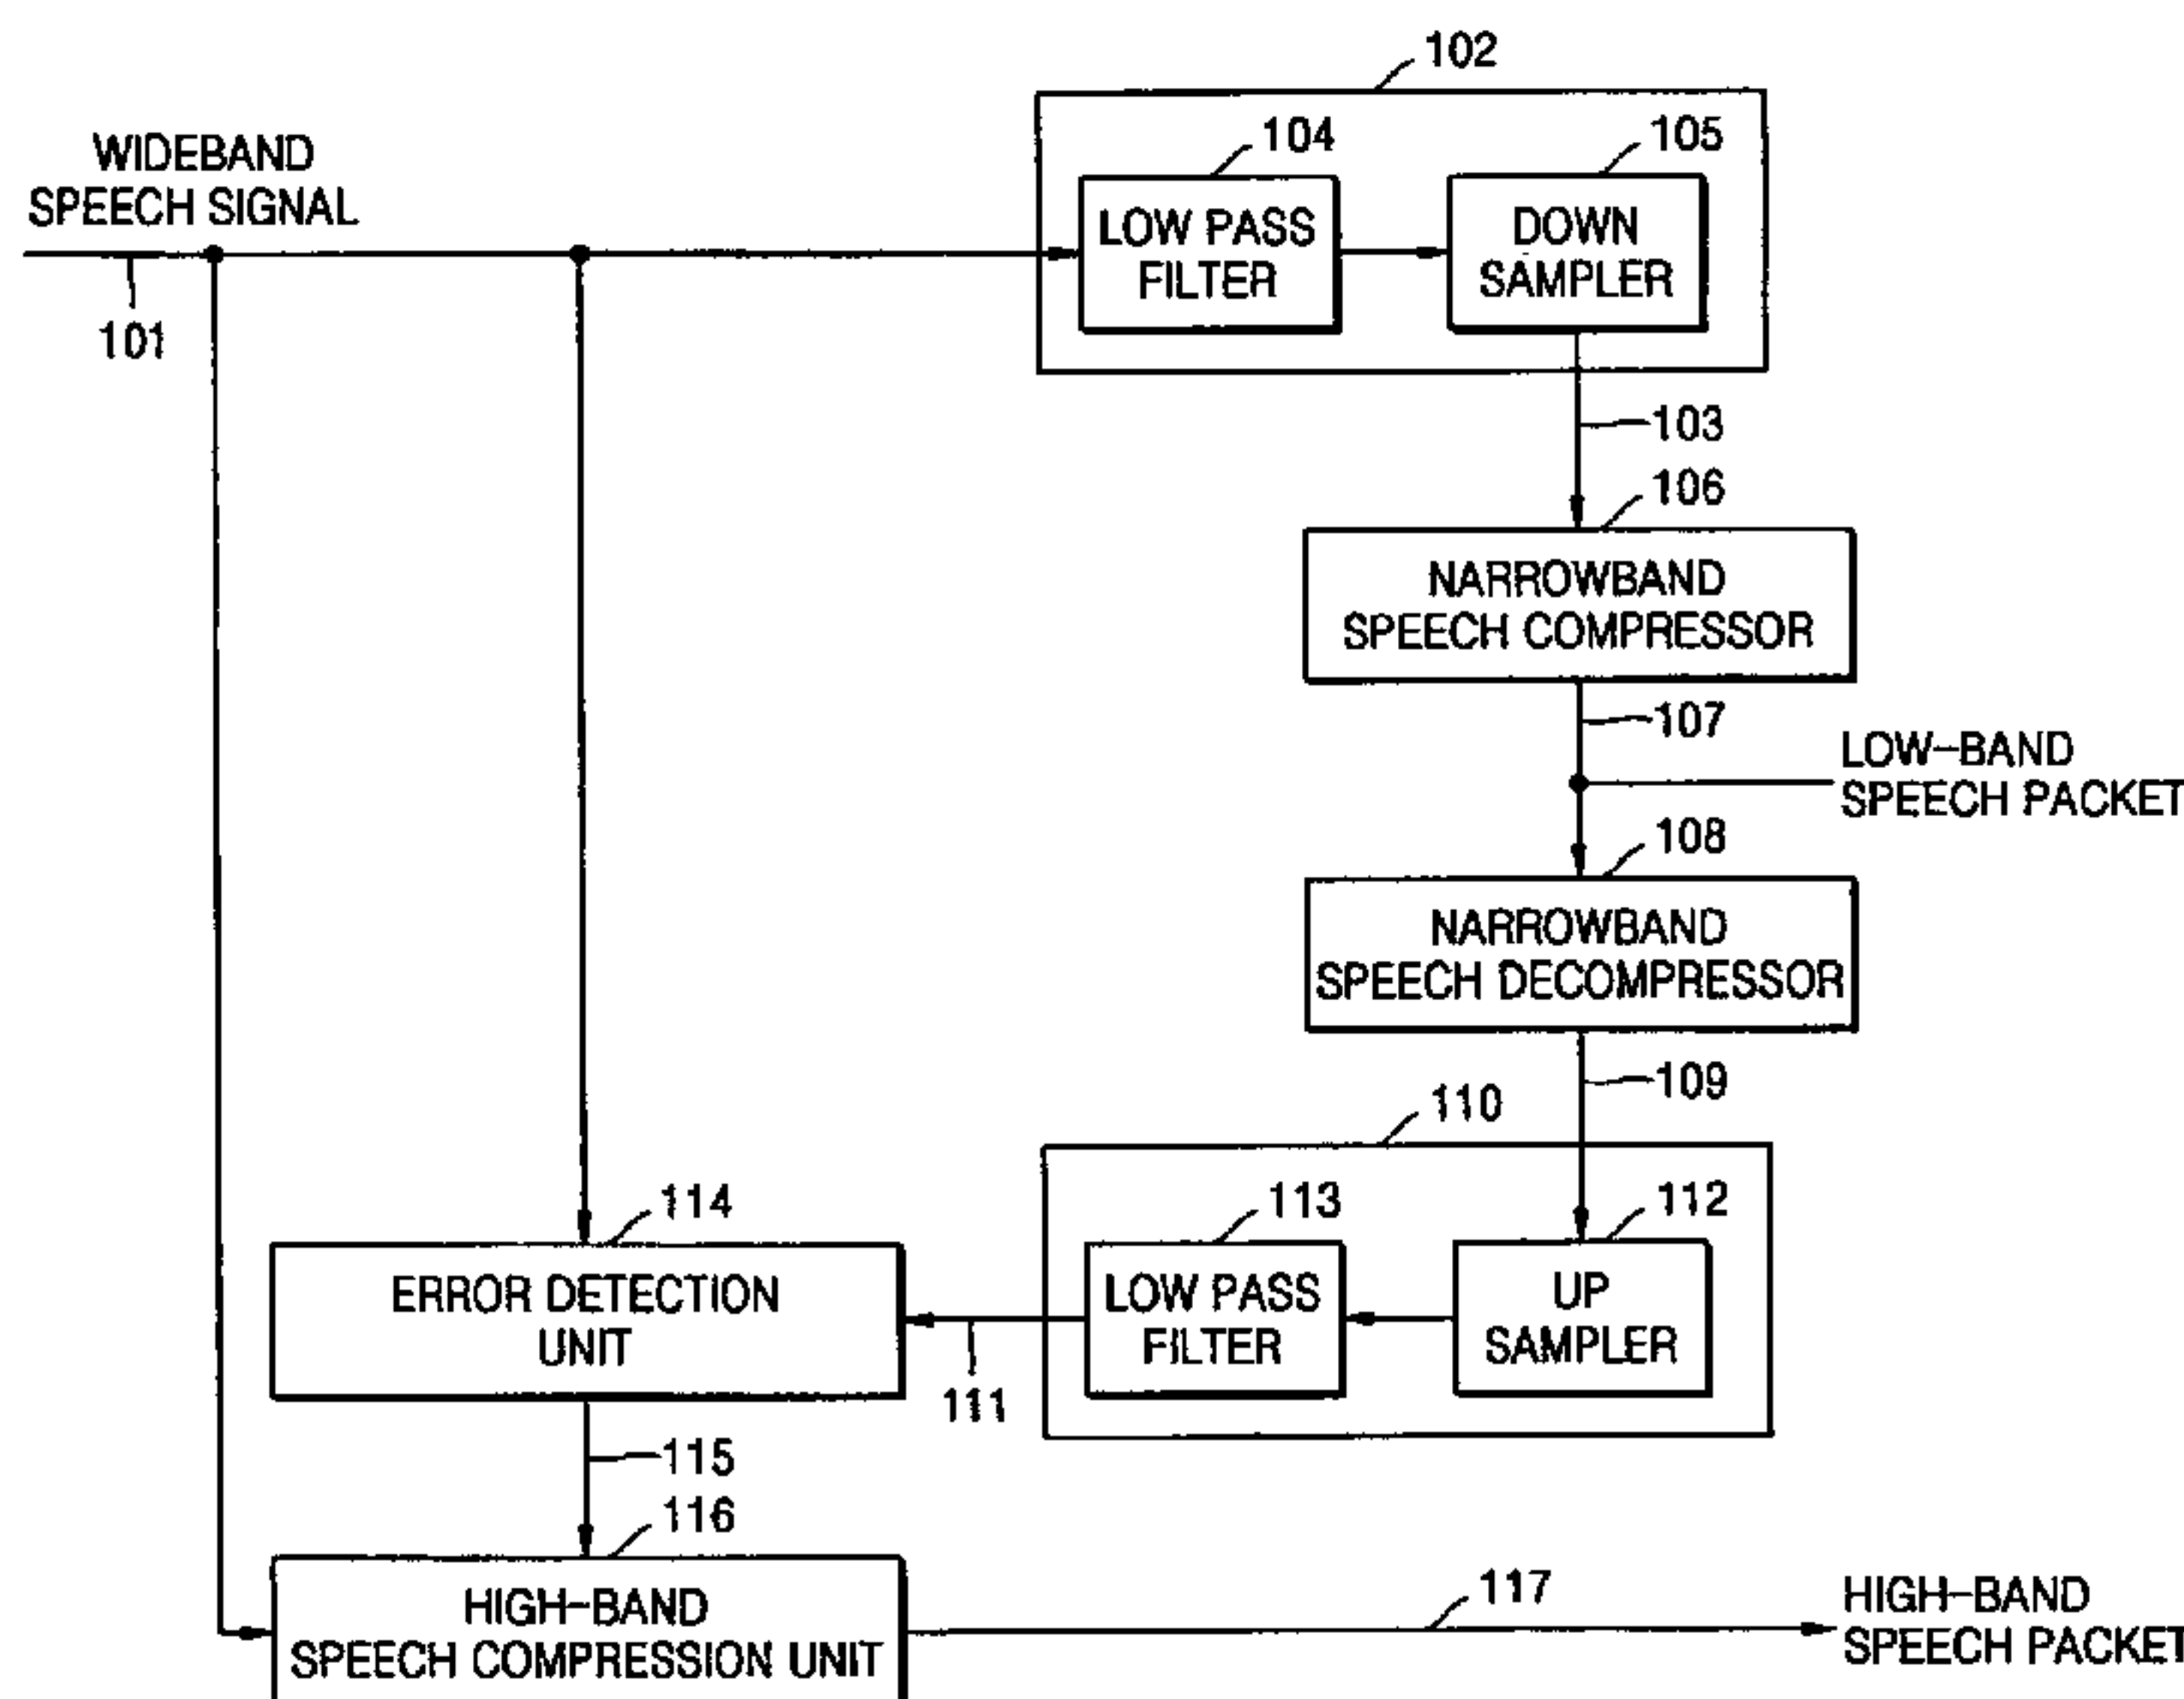 102
WIDEBAND
SPEECH SIGNAL
101
104
105
LOW PASS
FILTER
DOWN
SAMPLER
103
106
NARROWBAND
SPEECH COMPRESSOR
107
LOW-BAND
SPEECH PACKET
108
NARROWBAND
SPEECH DECOMPRESSOR
109
110
114
113
112
ERROR DETECTION
UNIT
LOW PASS
FILTER
UP
SAMPLER
111
115
116
HIGH-BAND
SPEECH COMPRESSION UNIT
117
HIGH-BAND
SPEECH PACKET